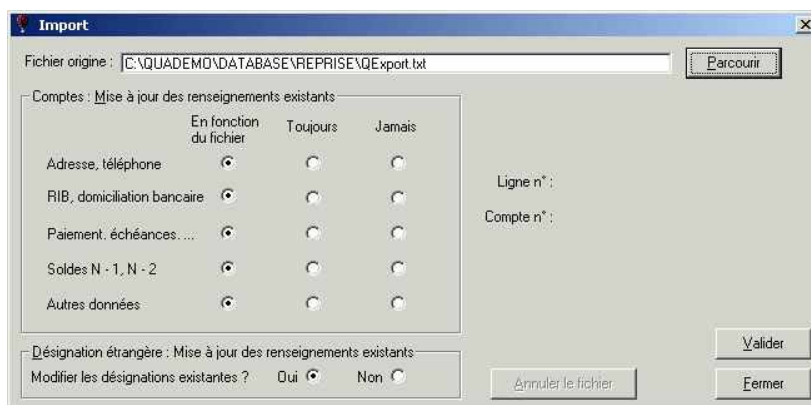 Import
Fichier origine : C:\QUADEMO\DATABASE\REPRISE\QExport.txt Parcourir
Comptes : Mise à jour des renseignements existants
En fonction du fichier Toujours Jamais
Adresse, téléphone
RIB, domiciliation bancaire
Paiement. échéances. ...
Soldes N - 1, N - 2
Autres données
Ligne n° :
Compte n° :
Désignation étrangère : Mise à jour des renseignements existants
Modifier les désignations existantes ? Oui Non
Annuler le fichier
Valider
Fermer